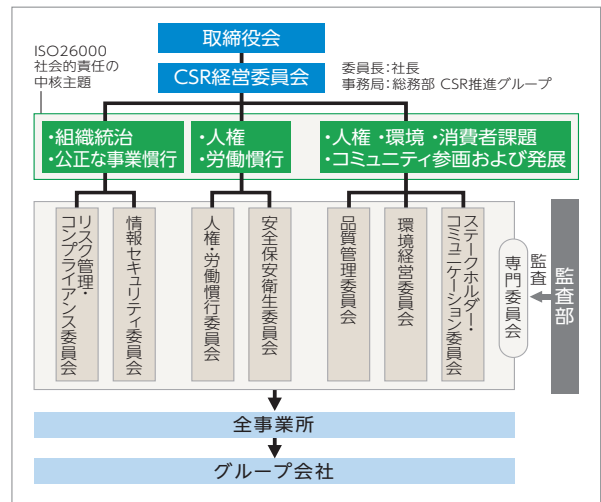 取締役会
ISO26000
社会的責任の
中核主題
CSR経営委員会
委員長：社長
事務局：総務部 CSR推進グループ
・組織統治
・公正な事業慣行
・人権
・労働慣行
・人権 ・環境 ・消費者課題
・コミュニティ参画および発展
リスク管理・
コンプライアンス委員会
情報セキュリティ委員会
人権・労働慣行委員会
安全保安衛生委員会
品質管理委員会
環境経営委員会
ステークホルダー・
コミュニケーション委員会
専門委員会
監査
監査部
全事業所
グループ会社